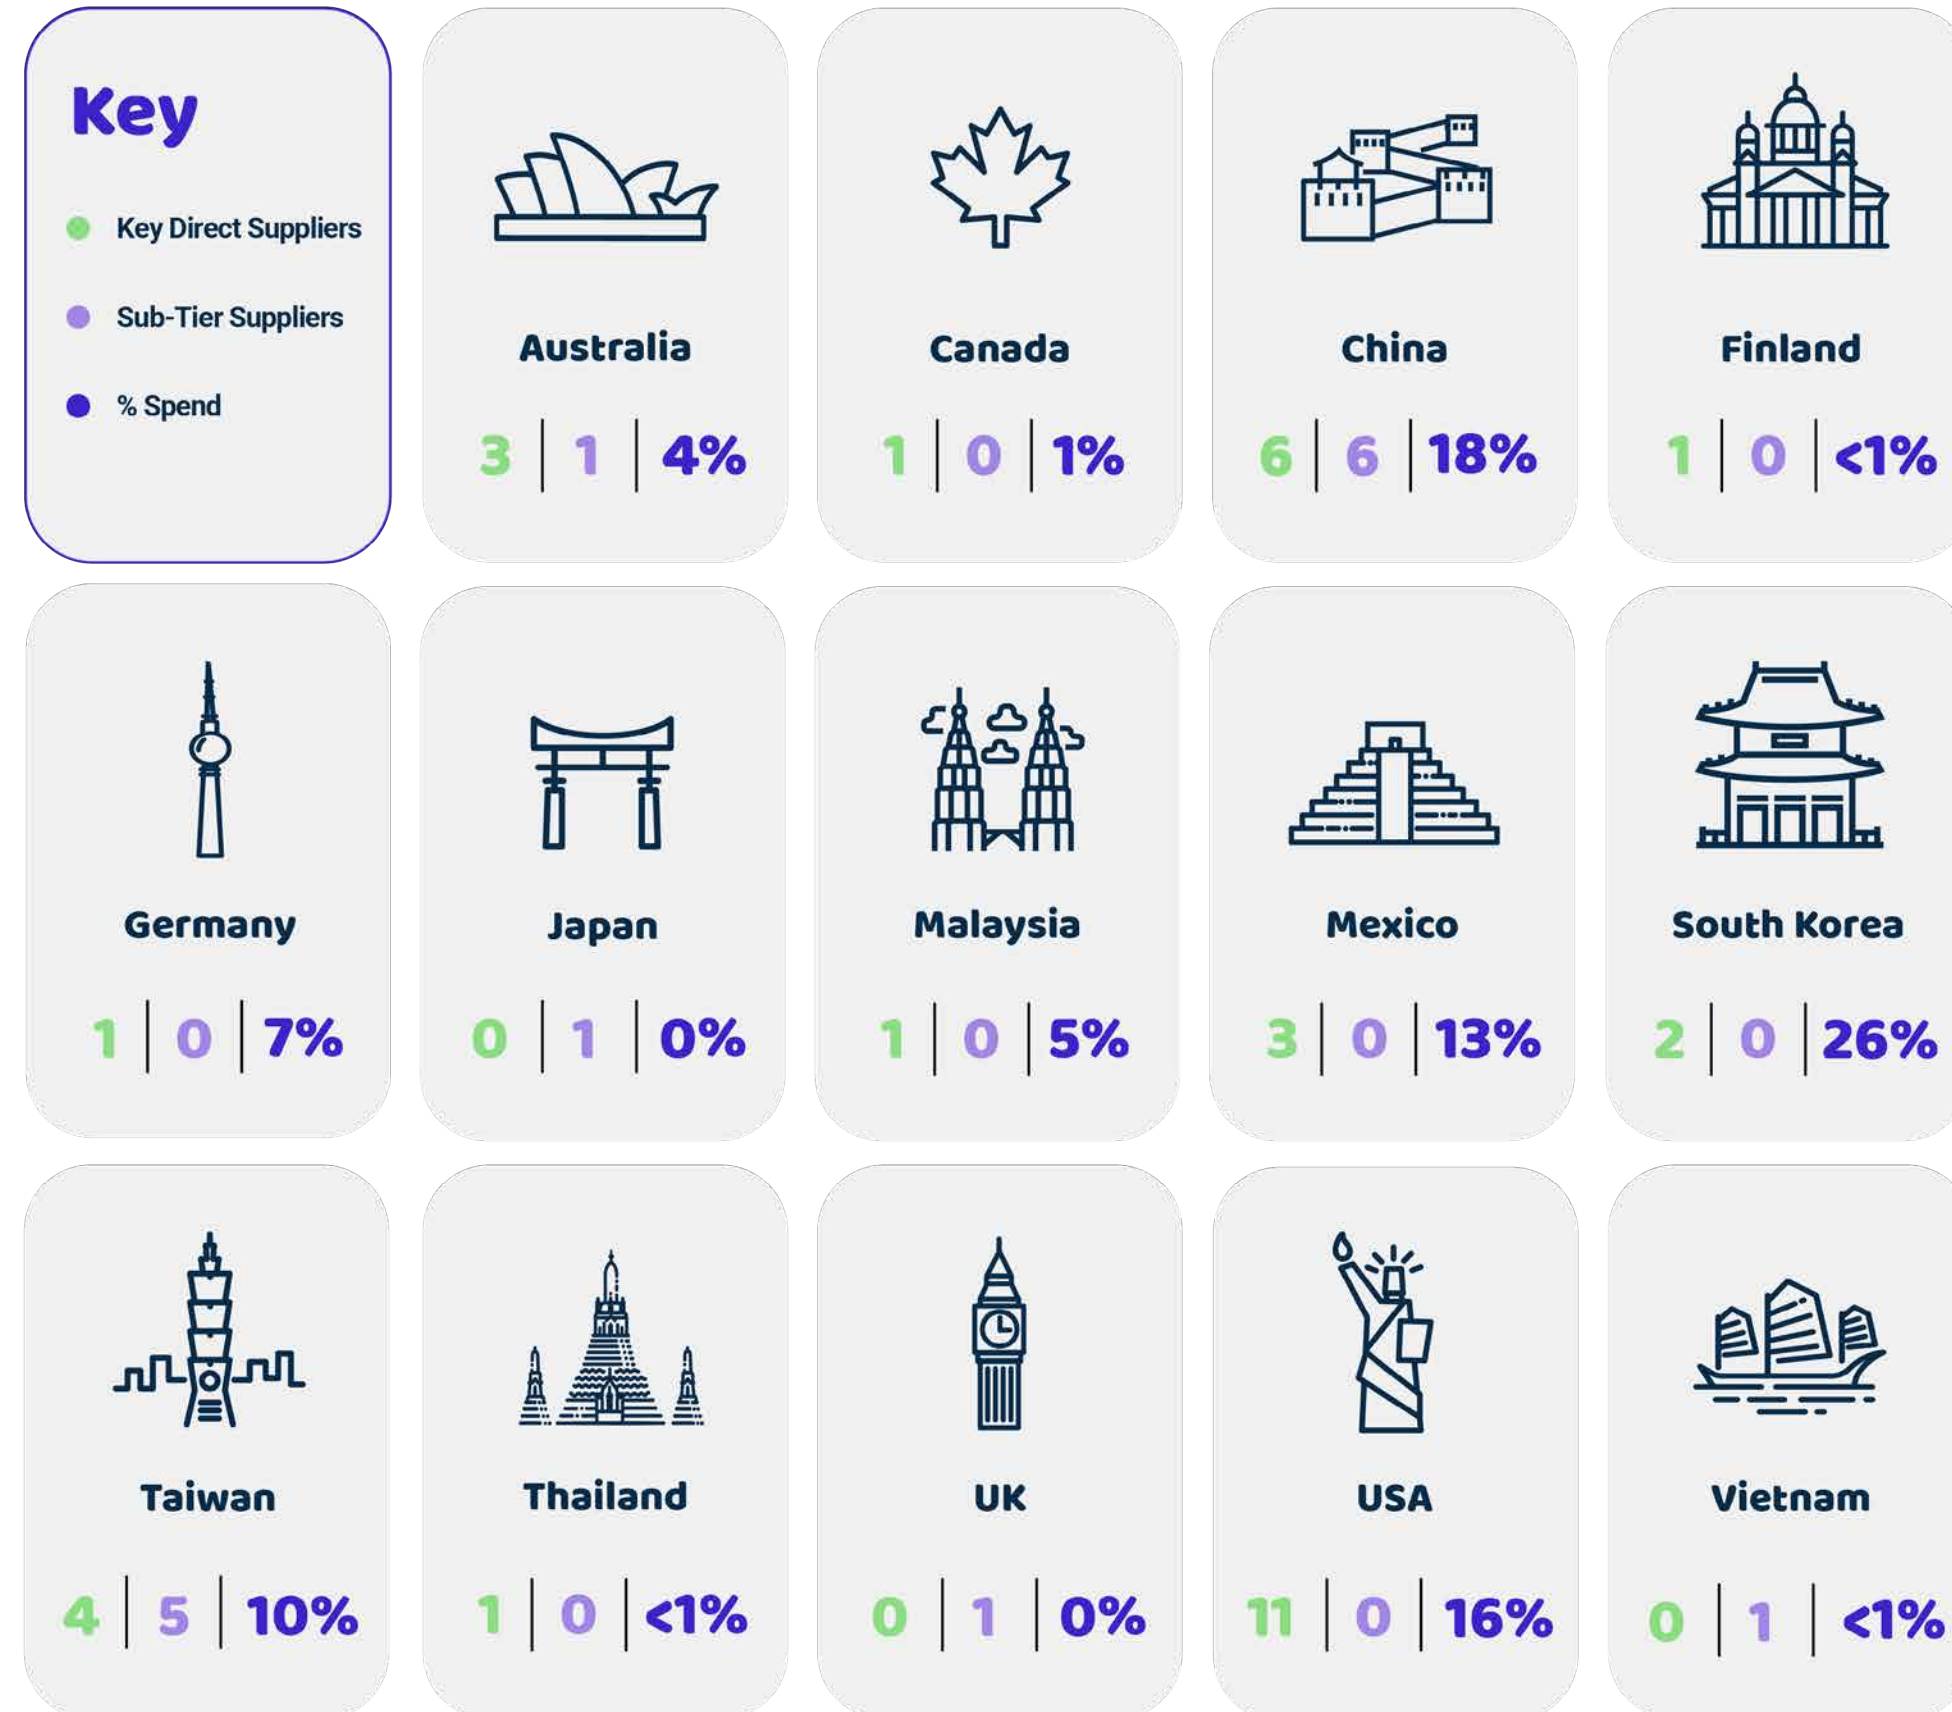 Key
Key Direct Suppliers
Sub-Tier Suppliers
% Spend
Australia
3 | 1 | 4%
Canada
1 | 0 | 1%
China
6 | 6 | 18%
Finland
1 | 0 | <1%
Germany
1 | 0 | 7%
Japan
0 | 1 | 0%
Malaysia
1 | 0 | 5%
Mexico
3 | 0 | 13%
South Korea
2 | 0 | 26%
Taiwan
4 | 5 | 10%
Thailand
1 | 0 | <1%
UK
0 | 1 | 0%
USA
11 | 0 | 16%
Vietnam
0 | 1 | <1%